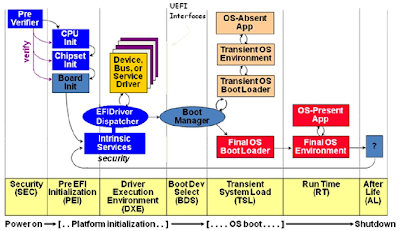 UEFI
Interfaces
Pre
Verifier
verify
CPU
Init
Chipset
Init
Board
Init
Device,
Bus, or
Service
Driver
EFIDriver
Dispatcher
Intrinsic
Services
security
Boot
Manager
OS-Absent
App
Transient OS
Environment
Transient OS
Boot Loader
Final OS
Boot Loader
OS-Present
App
Final OS
Environment
?
Security
(SEC)
Pre EFI
Initialization
(PEI)
Driver
Execution
Environment
(DXE)
Boot Dev
Select
(BDS)
Transient
System Load
(TSL)
Run Time
(RT)
After
Life
(AL)
Power on
[ . . Platform initialization . . ]
[ . . . . OS boot . . . . ]
Shutdown